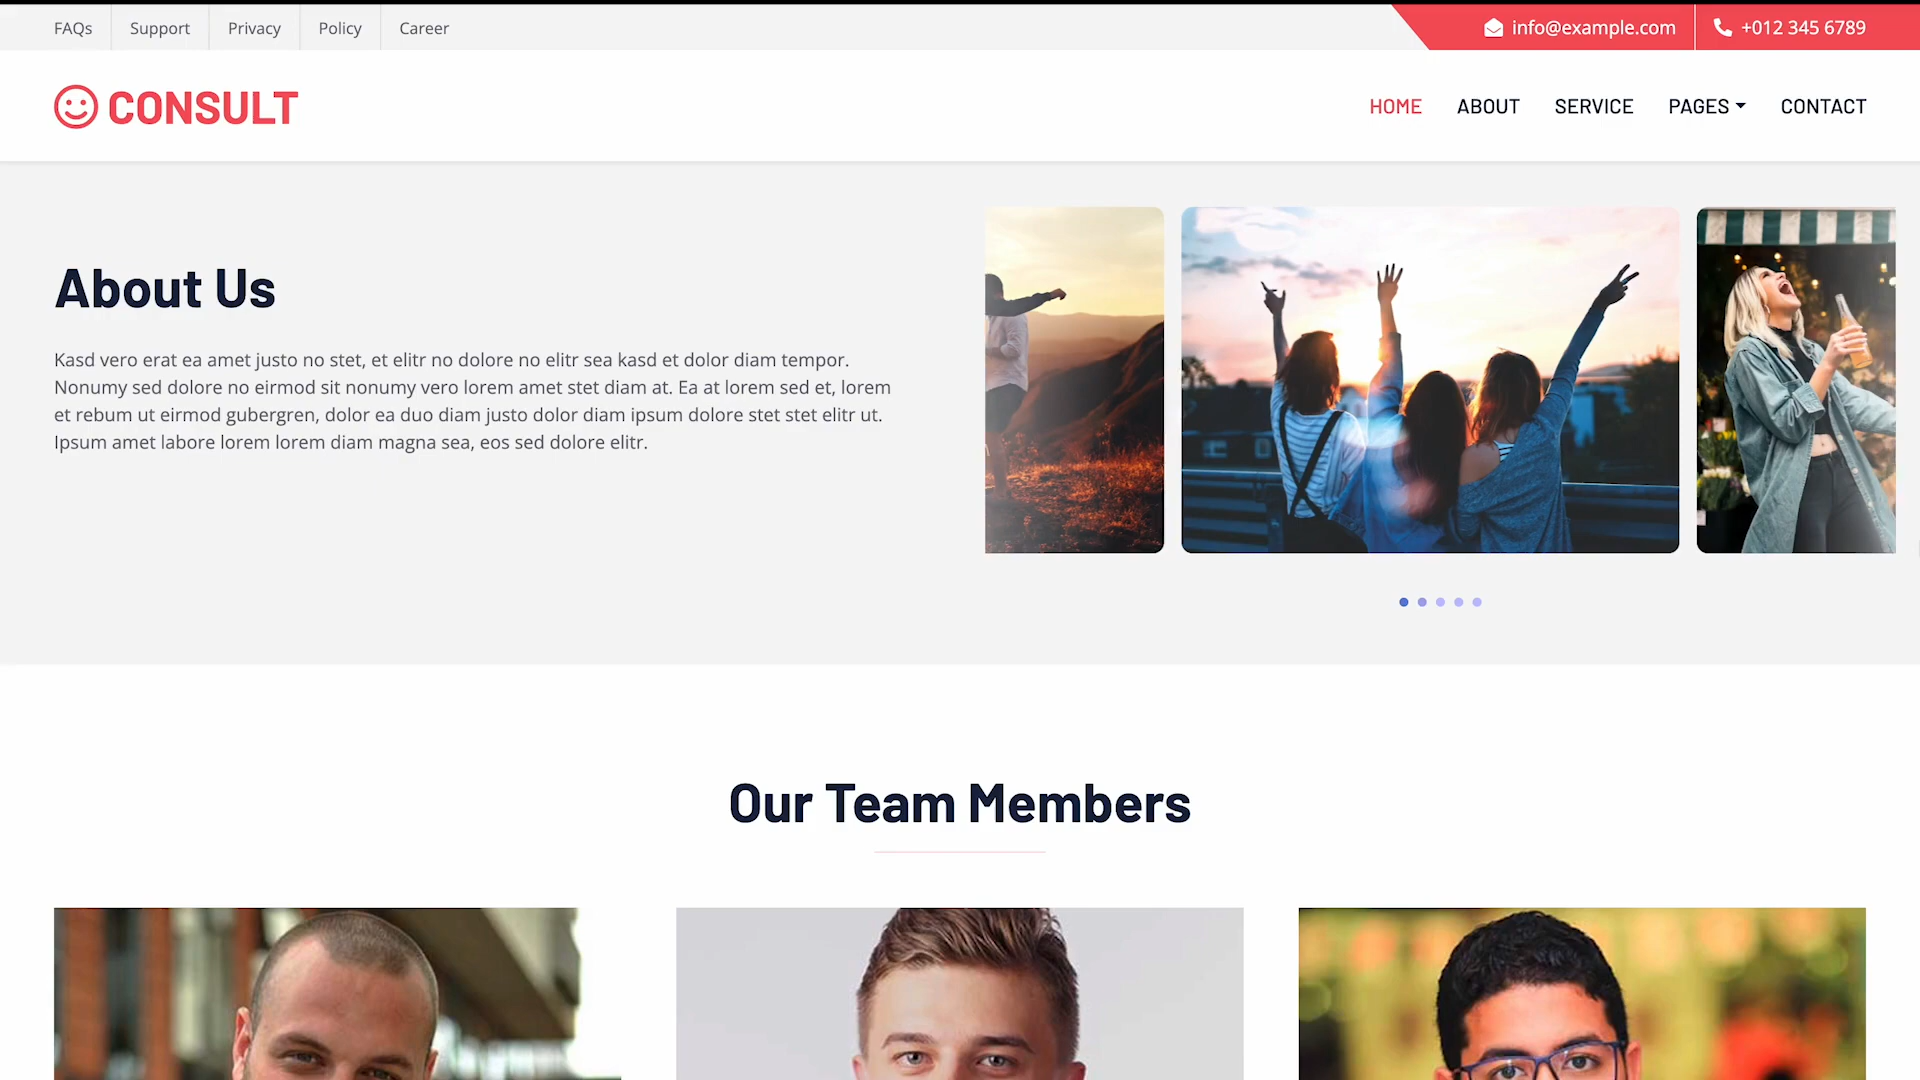 FAQs Support Privacy Policy Career info@example.com +012 345 6789
CONSULT HOME ABOUT SERVICE PAGES CONTACT
About Us
Kasd vero erat ea amet justo no stet, et elitr no dolore no elitr sea kasd et dolor diam tempor.
Nonumy sed dolore no eirmod sit nonumy vero lorem amet stet diam at. Ea at lorem sed et, lorem
et rebum ut eirmod gubergren, dolor ea duo diam justo dolor diam ipsum dolore stet stet elitr ut.
Ipsum amet labore lorem lorem diam magna sea, eos sed dolore elitr.
Our Team Members